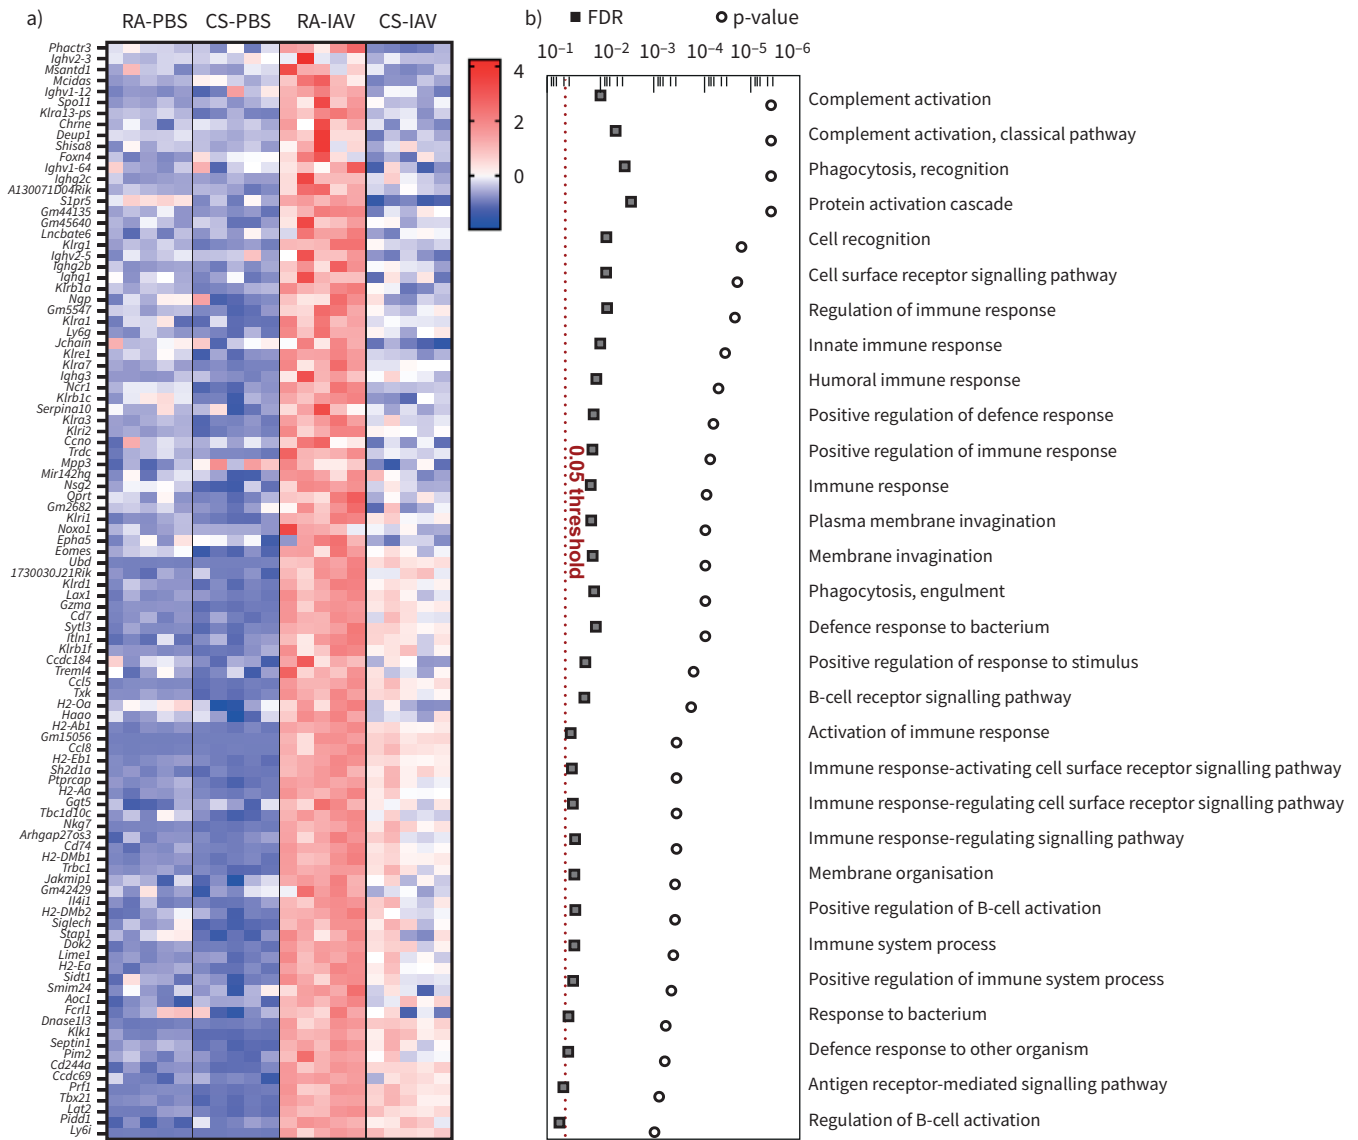 a)
RA-PBS CS-PBS RA-IAV CS-IAV
Phactr3
Ighv2-3
Msantd1
Mcidas
Ighv1-12
Spo11
Klra13-ps
Chrne
Deup1
Shisa8
Foxn4
Ighv1-64
Ighg2c
A130071D04Rik
S1pr5
Gm44135
Gm45640
Lncbate6
Klrg1
Ighv2-5
Ighg2b
Ighg1
Klrb1a
Ngp
Gm5547
Klra1
Ly6g
Jchain
Klre1
Klra7
Ighg3
Ncr1
Klrb1c
Serpina10
Klra3
Klri2
Ccno
Trdc
Mpp3
Mir142hg
Nsg2
Qprt
Gm2682
Klri1
Noxo1
Epha5
Eomes
Ubd
1730030J21Rik
Klrd1
Lax1
Gzma
Cd7
Sytl3
Itln1
Klrb1f
Ccdc184
Treml4
Ccl5
Txk
H2-Oa
Haao
H2-Ab1
Gm15056
Ccl8
H2-Eb1
Sh2d1a
Ptprcap
H2-Aa
Ggt5
Tbc1d10c
Nkg7
Arhgap27os3
Cd74
H2-DMb1
Trbc1
Jakmip1
Gm42429
Il4i1
H2-DMb2
Siglech
Stap1
Dok2
Lime1
H2-Ea
Sidt1
Smim24
Aoc1
Fcrl1
Dnase1l3
Klk1
Septin1
Pim2
Cd244a
Ccdc69
Prf1
Tbx21
Lat2
Pidd1
Ly6i
4
2
0
b)
FDR p-value
10⁻¹ 10⁻² 10⁻³ 10⁻⁴ 10⁻⁵ 10⁻⁶
0.05 threshold
Complement activation
Complement activation, classical pathway
Phagocytosis, recognition
Protein activation cascade
Cell recognition
Cell surface receptor signalling pathway
Regulation of immune response
Innate immune response
Humoral immune response
Positive regulation of defence response
Positive regulation of immune response
Immune response
Plasma membrane invagination
Membrane invagination
Phagocytosis, engulment
Defence response to bacterium
Positive regulation of response to stimulus
B-cell receptor signalling pathway
Activation of immune response
Immune response-activating cell surface receptor signalling pathway
Immune response-regulating cell surface receptor signalling pathway
Immune response-regulating signalling pathway
Membrane organisation
Positive regulation of B-cell activation
Immune system process
Positive regulation of immune system process
Response to bacterium
Defence response to other organism
Antigen receptor-mediated signalling pathway
Regulation of B-cell activation